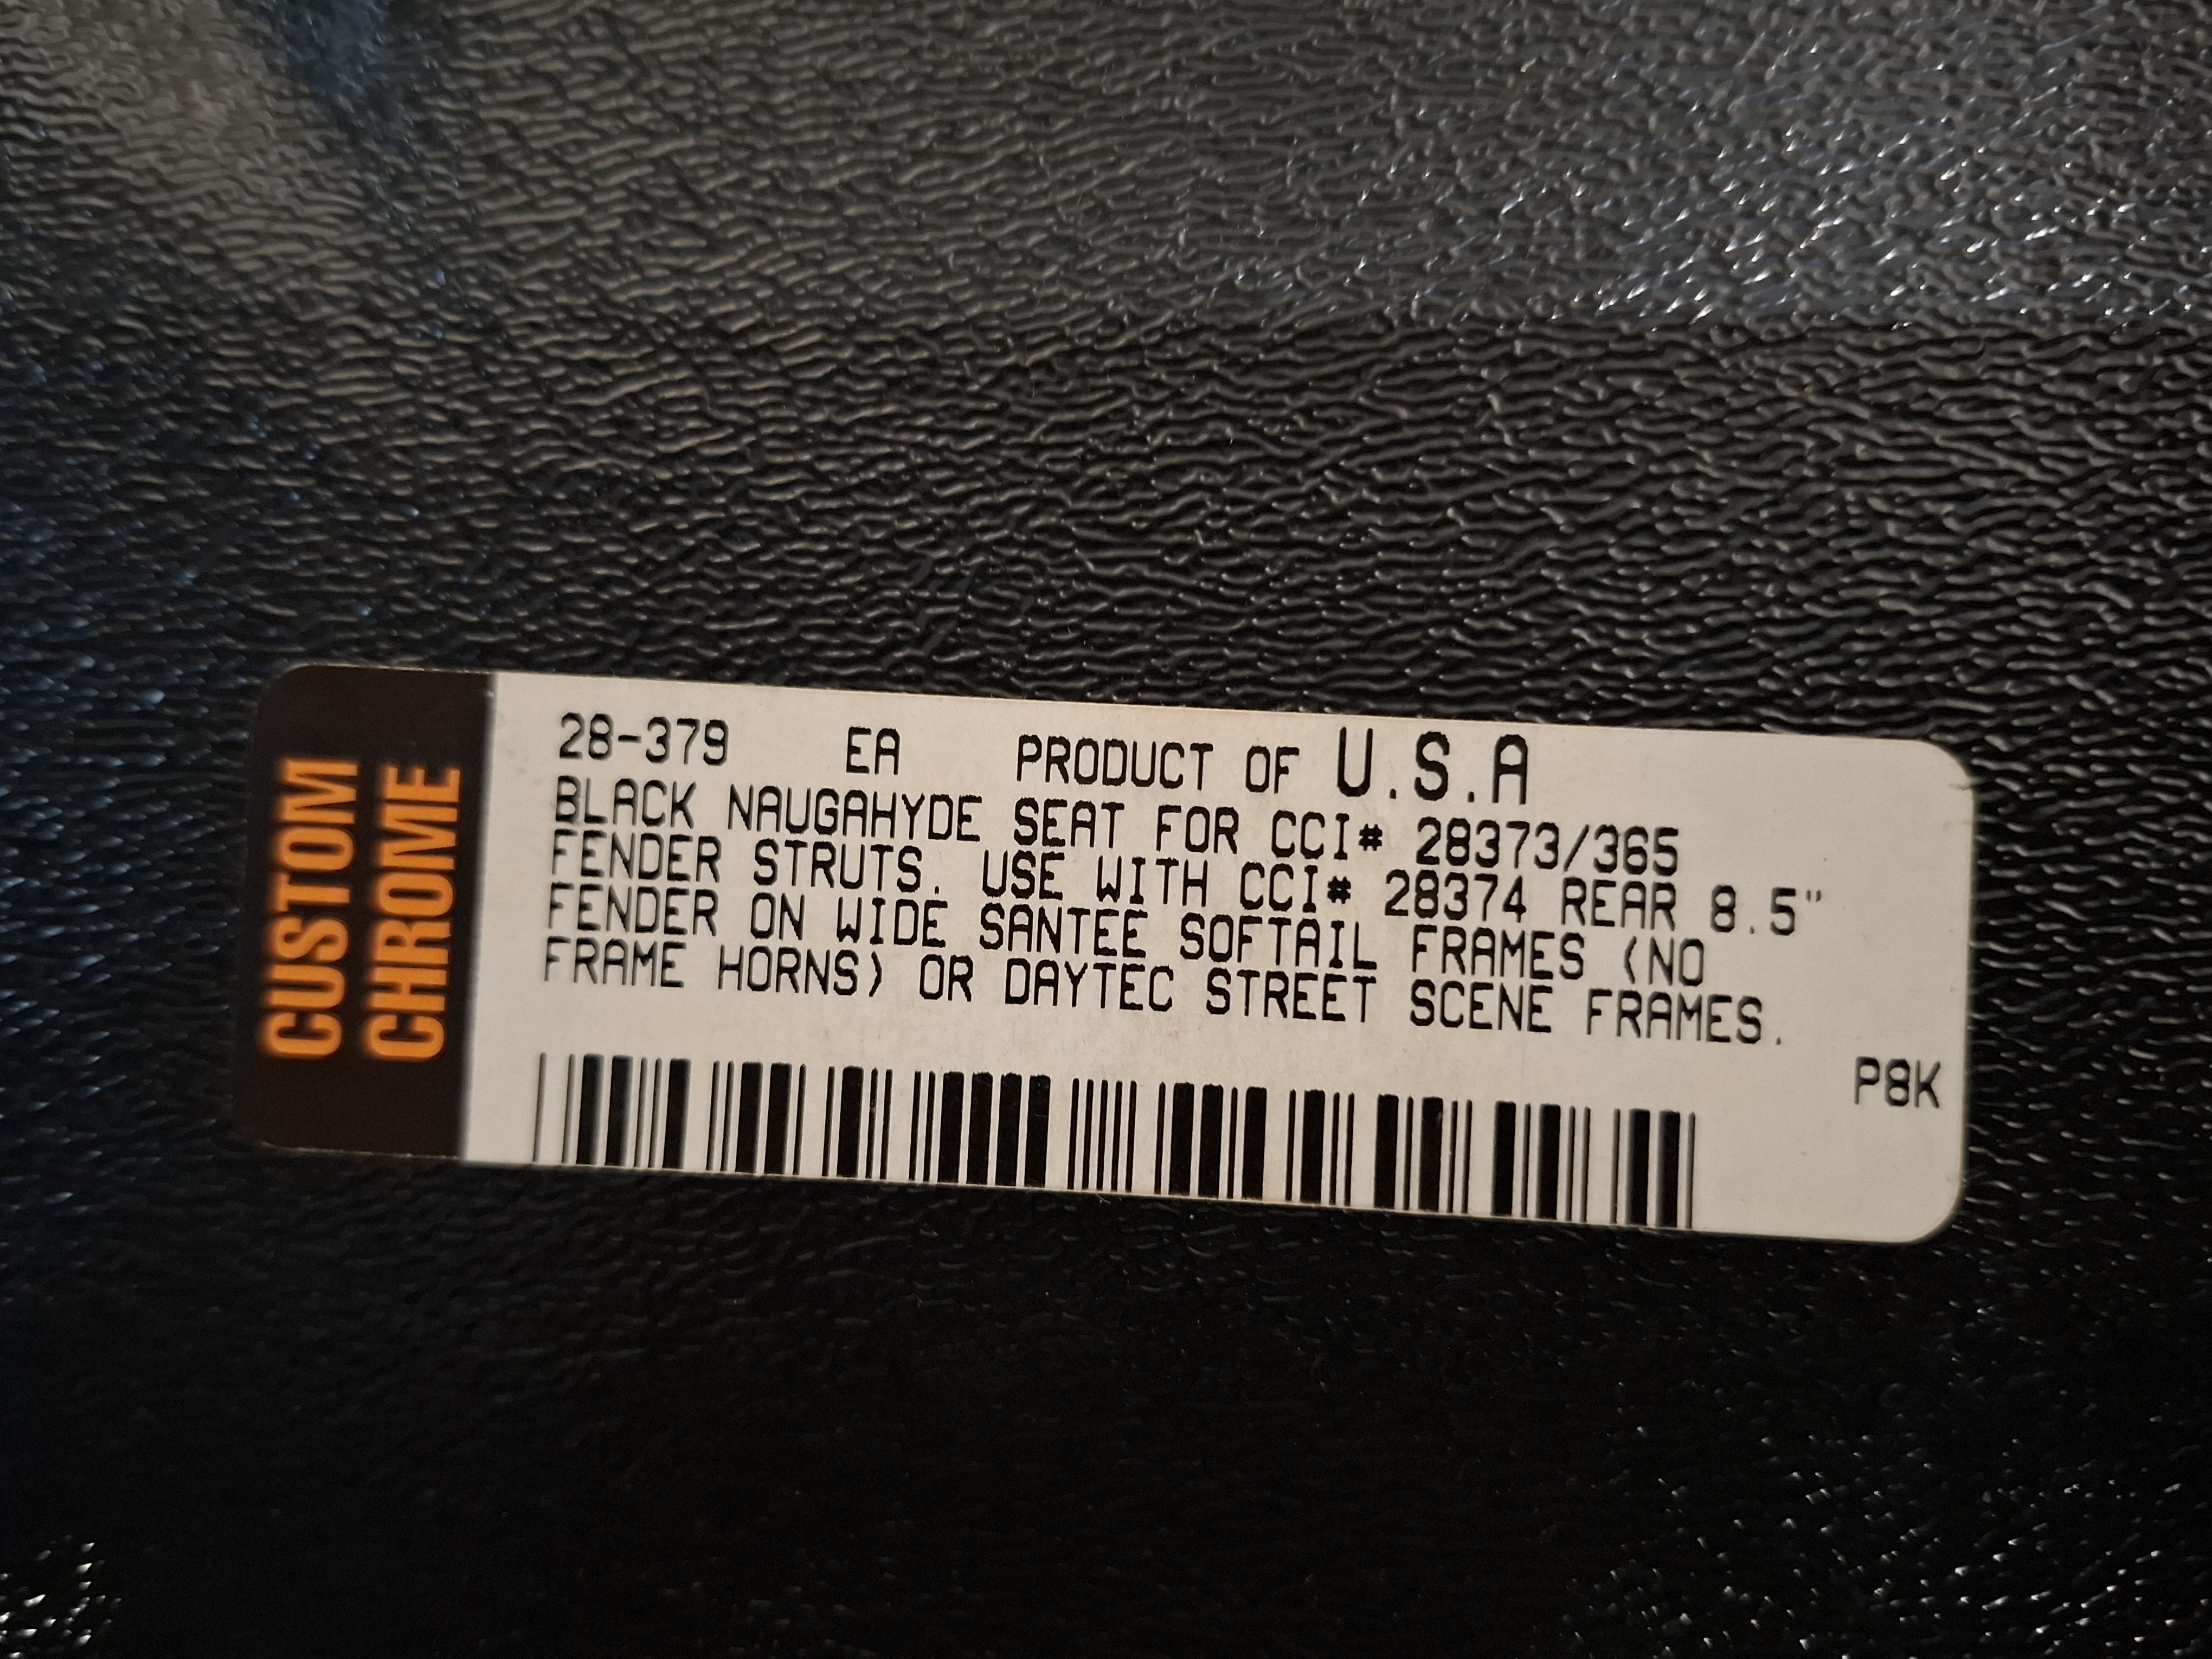 CUSTOM
CHROME
28-379 EA PRODUCT OF U.S.A
BLACK NAUGAHYDE SEAT FOR CCI# 28373/365
FENDER STRUTS. USE WITH CCI# 28374 REAR 8.5"
FENDER ON WIDE SANTEE SOFTAIL FRAMES (NO
FRAME HORNS) OR DAYTEC STREET SCENE FRAMES.
P8K